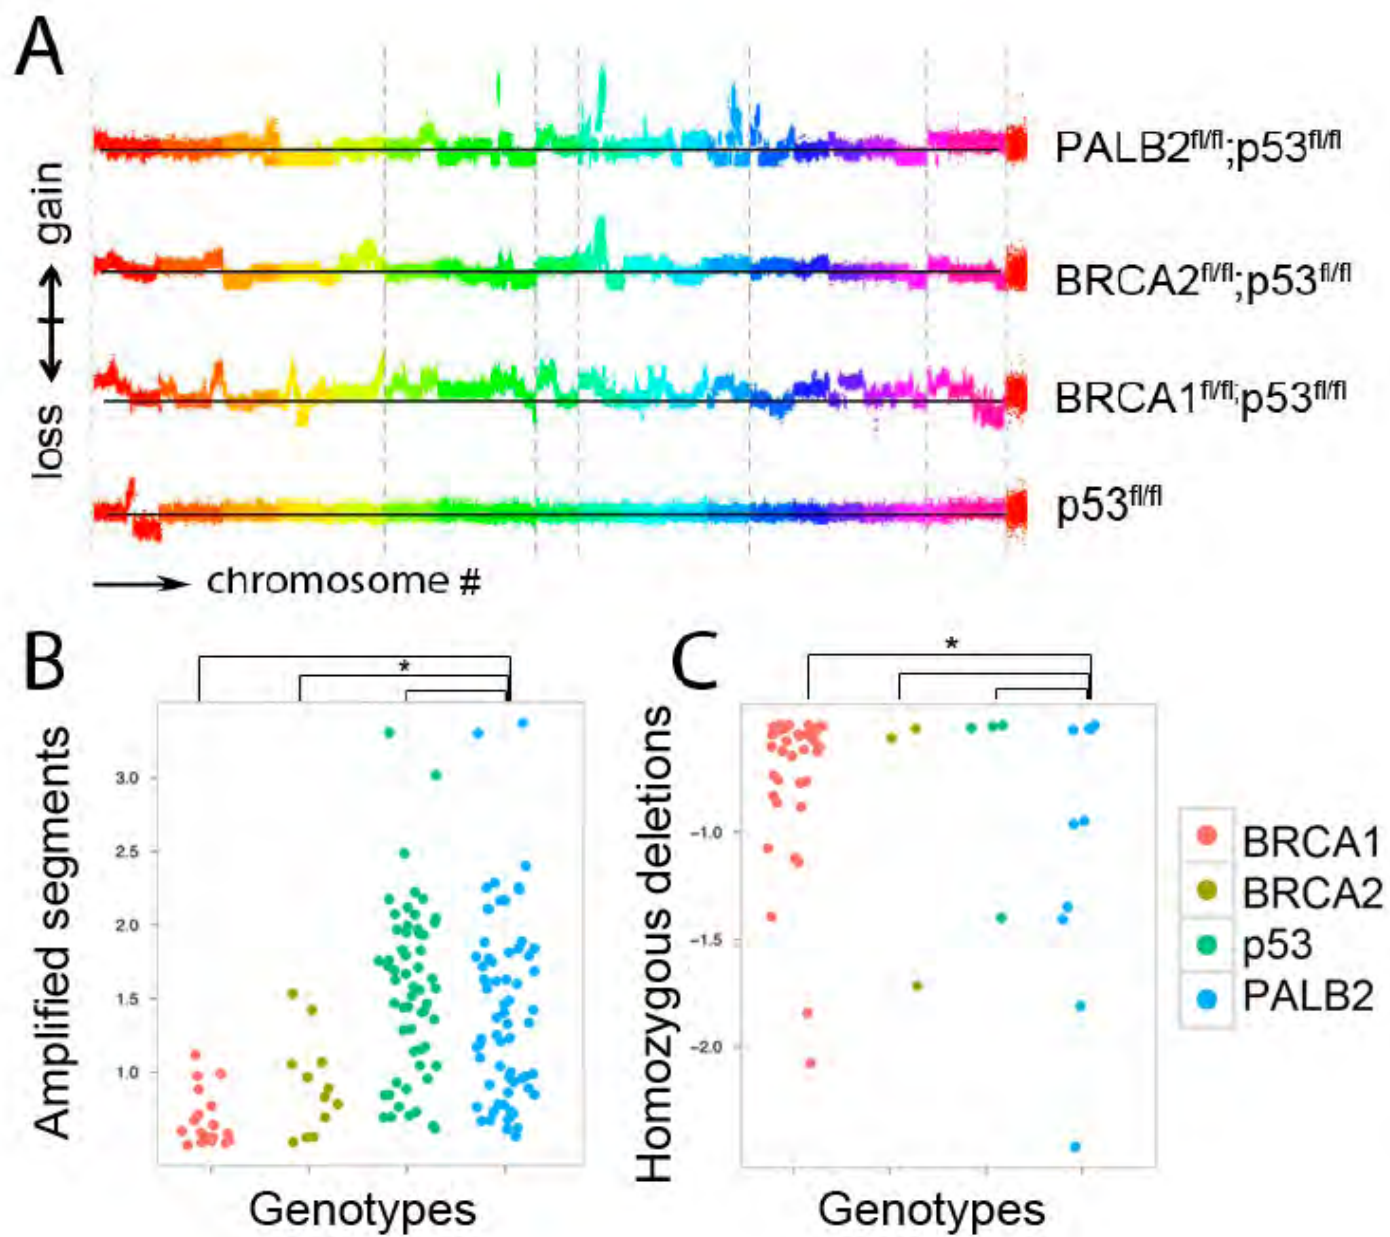 A
gain
loss
PALB2fl/fl;p53fl/fl
BRCA2fl/fl;p53fl/fl
BRCA1fl/fl;p53fl/fl
p53fl/fl
chromosome #
B
*
Amplified segments
3.0
2.5
2.0
1.5
1.0
Genotypes
C
*
Homozygous deletions
-1.0
-1.5
-2.0
Genotypes
BRCA1
BRCA2
p53
PALB2